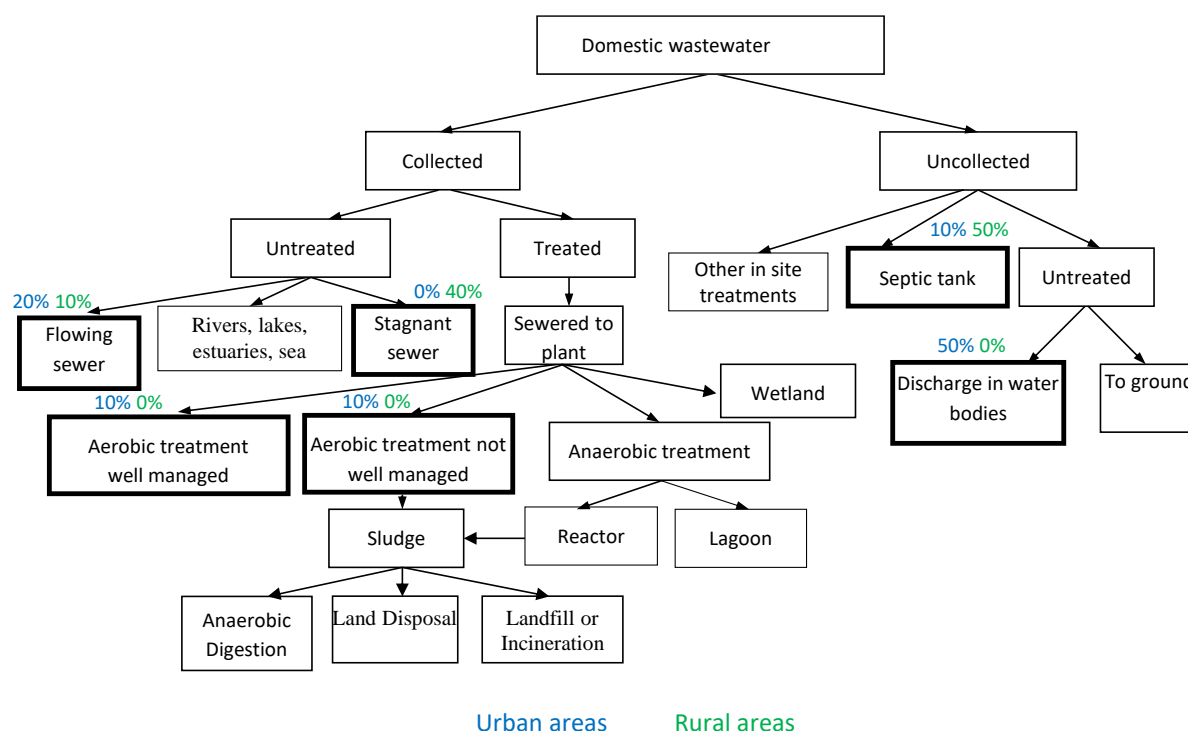 Domestic wastewater
Collected
Uncollected
Untreated
Treated
10% 50%
Other in site
treatments
Septic tank
Untreated
20% 10%
0% 40%
Flowing
sewer
Rivers, lakes,
estuaries, sea
Stagnant
sewer
Sewered to
plant
50% 0%
Discharge in water
bodies
To ground
Wetland
10% 0%
10% 0%
Aerobic treatment
well managed
Aerobic treatment not
well managed
Anaerobic treatment
Sludge
Reactor
Lagoon
Anaerobic
Digestion
Land Disposal
Landfill or
Incineration
Urban areas
Rural areas